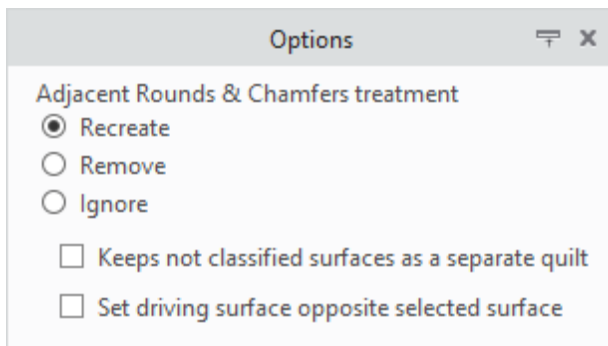 Options
Adjacent Rounds & Chamfers treatment
Recreate
Remove
Ignore
Keeps not classified surfaces as a separate quilt
Set driving surface opposite selected surface